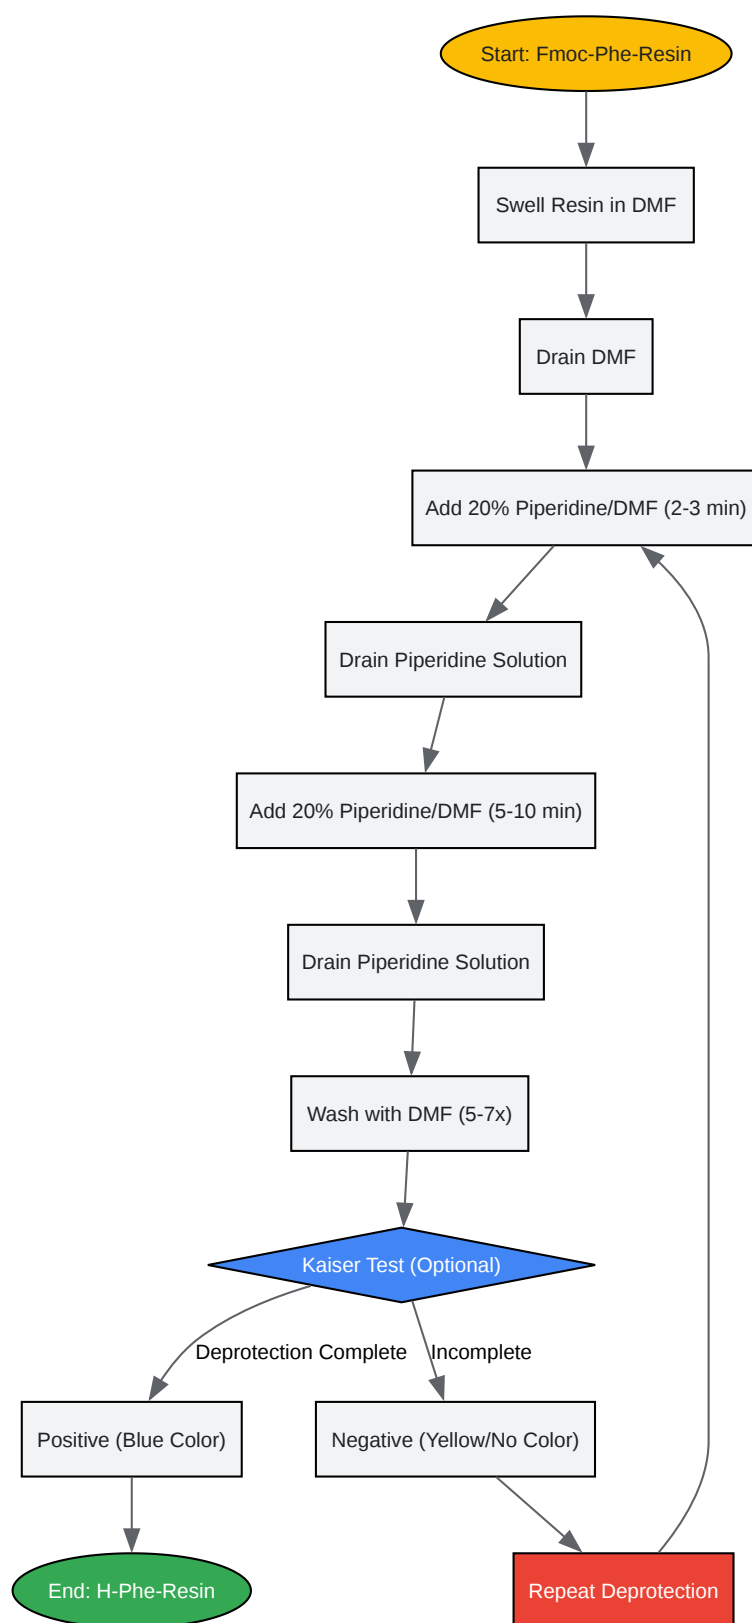 Start: Fmoc-Phe-Resin
Swell Resin in DMF
Drain DMF
Add 20% Piperidine/DMF (2-3 min)
Drain Piperidine Solution
Add 20% Piperidine/DMF (5-10 min)
Drain Piperidine Solution
Wash with DMF (5-7x)
Kaiser Test (Optional)
Deprotection Complete
Incomplete
Positive (Blue Color)
Negative (Yellow/No Color)
End: H-Phe-Resin
Repeat Deprotection